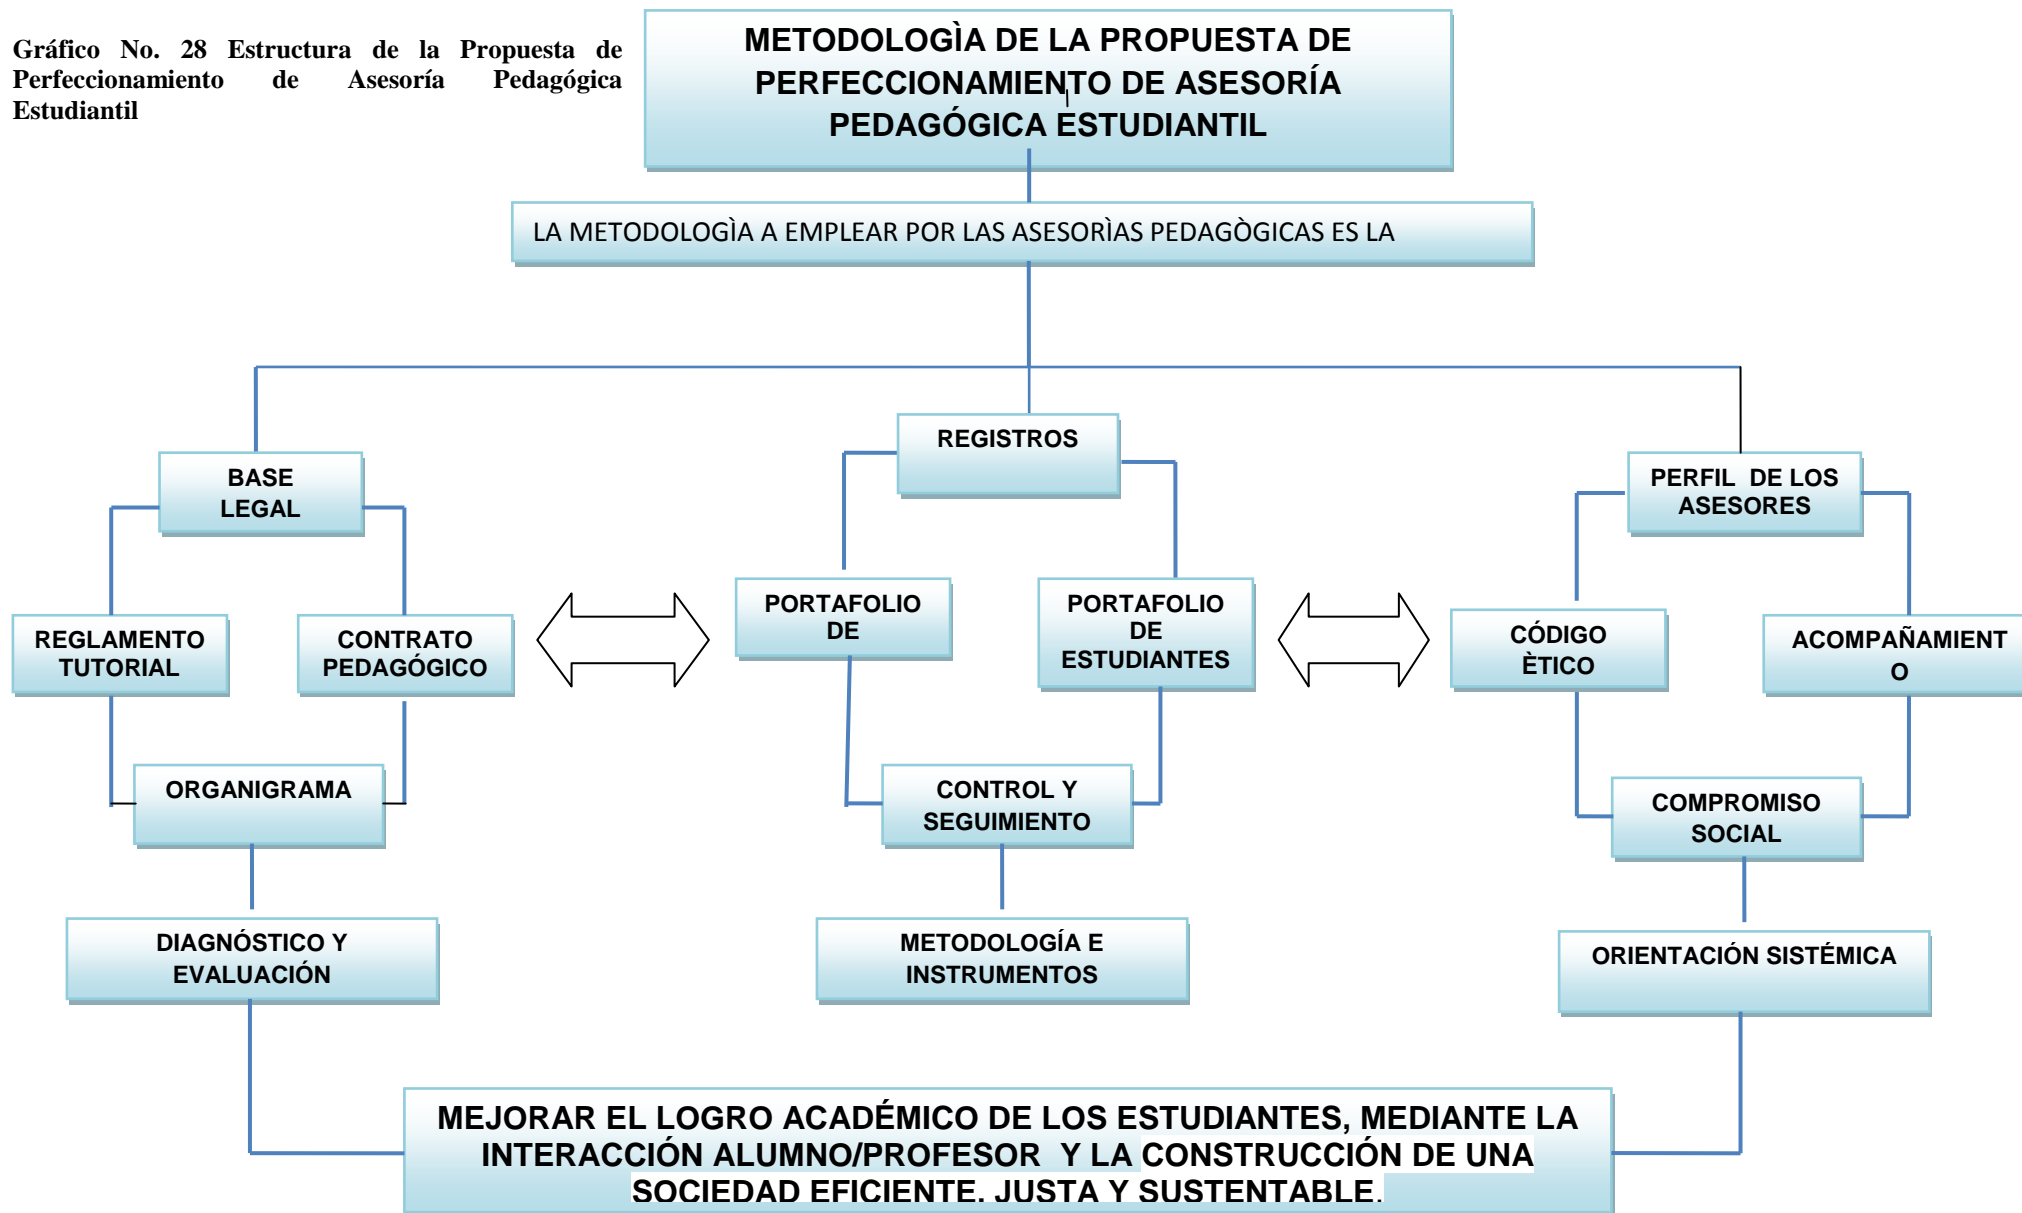 Gráfico No. 28 Estructura de la Propuesta de
Perfeccionamiento de Asesoría Pedagógica
Estudiantil
METODOLOGÌA DE LA PROPUESTA DE
PERFECCIONAMIENTO DE ASESORÍA
PEDAGÓGICA ESTUDIANTIL
LA METODOLOGÌA A EMPLEAR POR LAS ASESORÌAS PEDAGÒGICAS ES LA
BASE
LEGAL
REGISTROS
PERFIL DE LOS
ASESORES
REGLAMENTO
TUTORIAL
CONTRATO
PEDAGÓGICO
PORTAFOLIO
DE
PORTAFOLIO
DE
ESTUDIANTES
CÓDIGO
ÈTICO
ACOMPAÑAMIENT
O
ORGANIGRAMA
CONTROL Y
SEGUIMIENTO
COMPROMISO
SOCIAL
DIAGNÓSTICO Y
EVALUACIÓN
METODOLOGÍA E
INSTRUMENTOS
ORIENTACIÓN SISTÉMICA
MEJORAR EL LOGRO ACADÉMICO DE LOS ESTUDIANTES, MEDIANTE LA
INTERACCIÓN ALUMNO/PROFESOR Y LA CONSTRUCCIÓN DE UNA
SOCIEDAD EFICIENTE, JUSTA Y SUSTENTABLE.